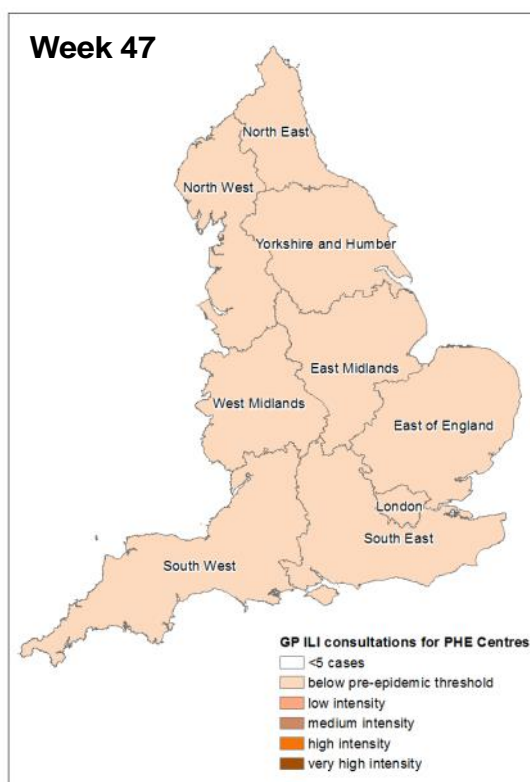 Week 47
North East
North West
Yorkshire and Humber
East Midlands
West Midlands
East of England
London
South East
South West
GP ILI consultations for PHE Centres
<5 cases
below pre-epidemic threshold
low intensity
medium intensity
high intensity
very high intensity